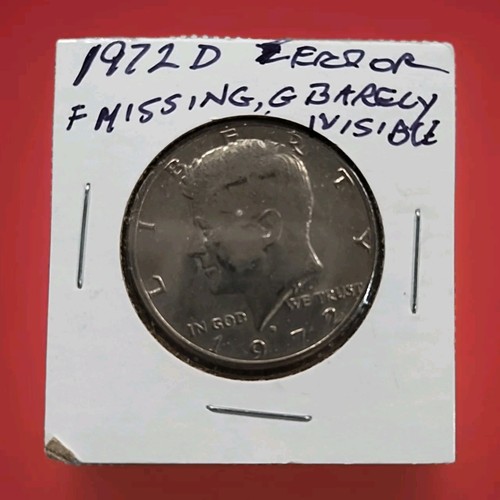 1972 D ERROR
F MISSING, G BARELY
VISIBLE
LIBERTY
IN GOD WE TRUST
1972